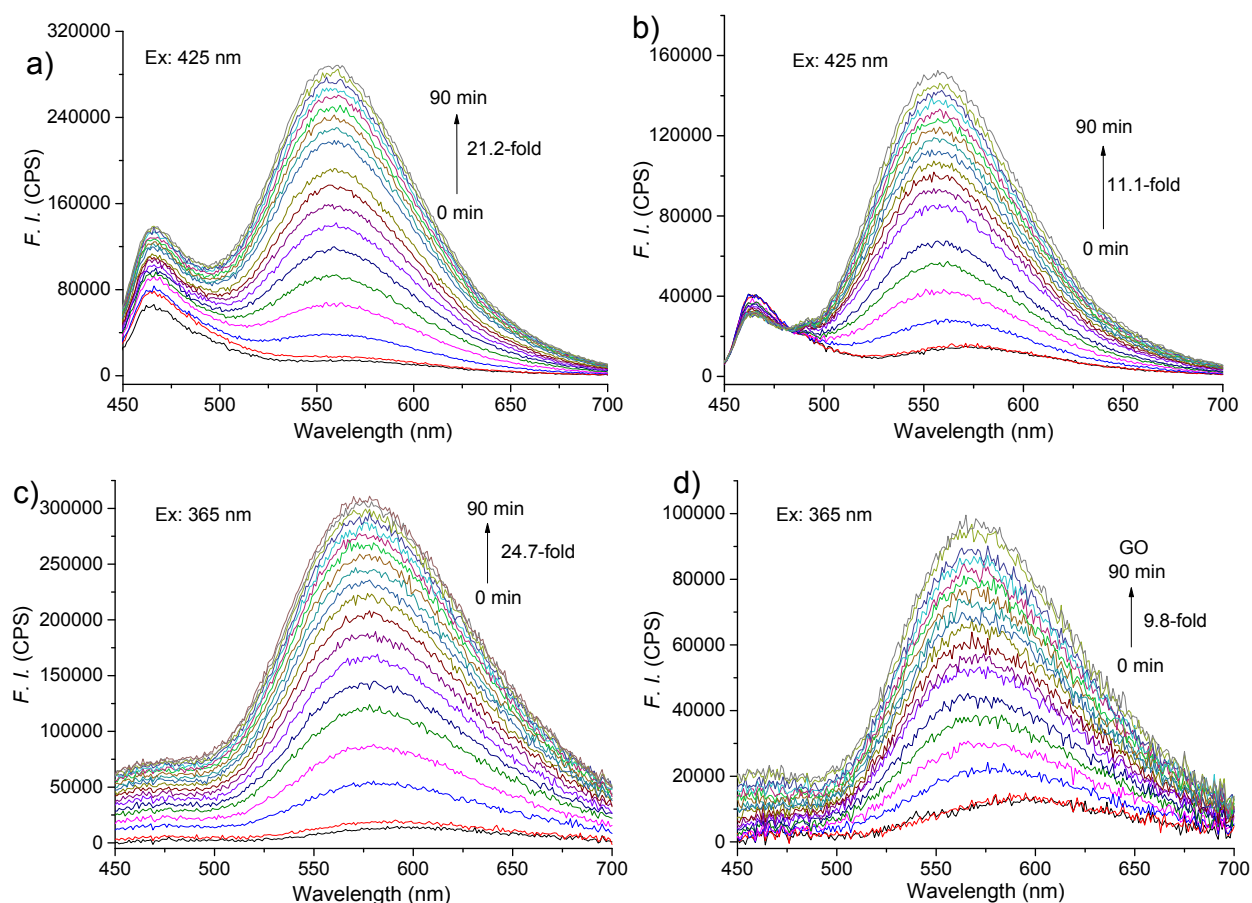 a)
Ex: 425 nm
90 min
21.2-fold
0 min
F. I. (CPS)
320000
240000
160000
80000
0
450 500 550 600 650 700
Wavelength (nm)
b)
Ex: 425 nm
90 min
11.1-fold
0 min
F. I. (CPS)
160000
120000
80000
40000
0
450 500 550 600 650 700
Wavelength (nm)
c)
Ex: 365 nm
90 min
24.7-fold
0 min
F. I. (CPS)
300000
250000
200000
150000
100000
50000
0
450 500 550 600 650 700
Wavelength (nm)
d)
Ex: 365 nm
GO
90 min
9.8-fold
0 min
F. I. (CPS)
100000
80000
60000
40000
20000
0
450 500 550 600 650 700
Wavelength (nm)